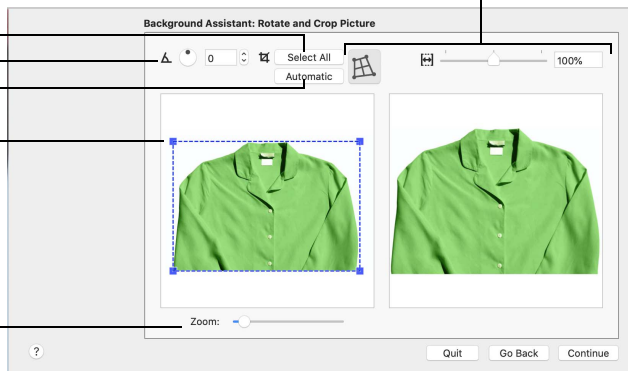 Background Assistant: Rotate and Crop Picture
0
Select All
100%
Automatic
Zoom:
?
Quit
Go Back
Continue